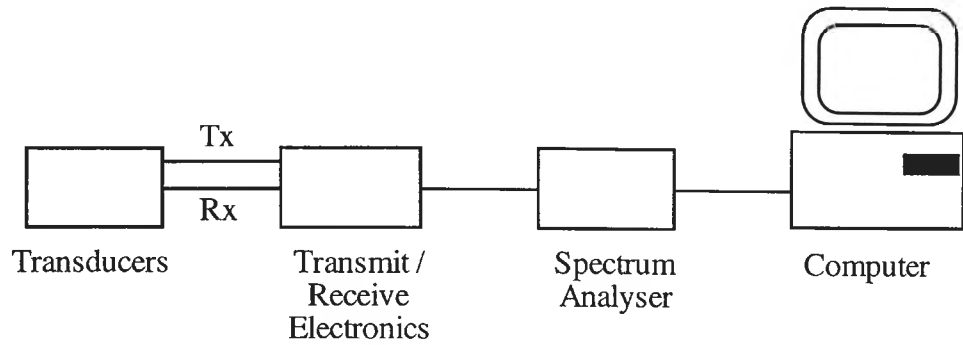 Tx
Rx
Transducers
Transmit /
Receive
Electronics
Spectrum
Analyser
Computer